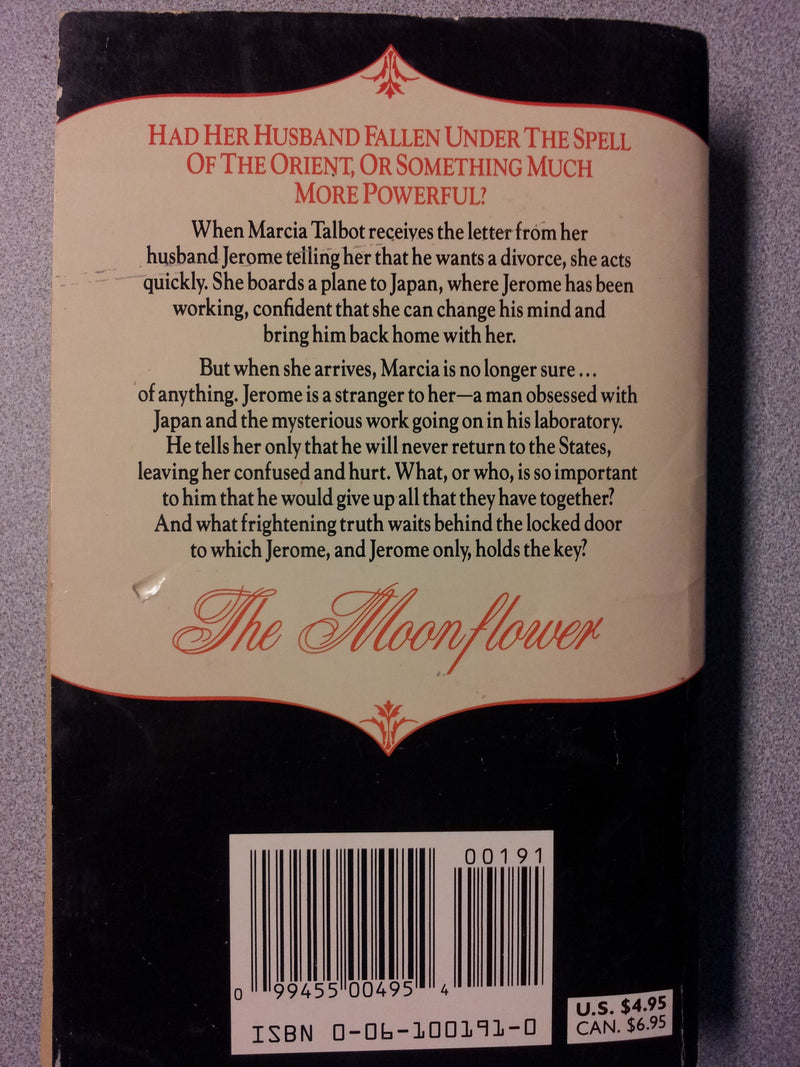 HAD HER HUSBAND FALLEN UNDER THE SPELL
OF THE ORIENT, OR SOMETHING MUCH
MORE POWERFUL?
When Marcia Talbot receives the letter from her
husband Jerome telling her that he wants a divorce, she acts
quickly. She boards a plane to Japan, where Jerome has been
working, confident that she can change his mind and
bring him back home with her.
But when she arrives, Marcia is no longer sure...
of anything. Jerome is a stranger to her—a man obsessed with
Japan and the mysterious work going on in his laboratory.
He tells her only that he will never return to the States,
leaving her confused and hurt. What, or who, is so important
to him that he would give up all that they have together?
And what frightening truth waits behind the locked door
to which Jerome, and Jerome only, holds the key?
The Moonflower
00191
0 99455 00495 4
ISBN 0-06-100191-0
U.S. $4.95
CAN. $6.95